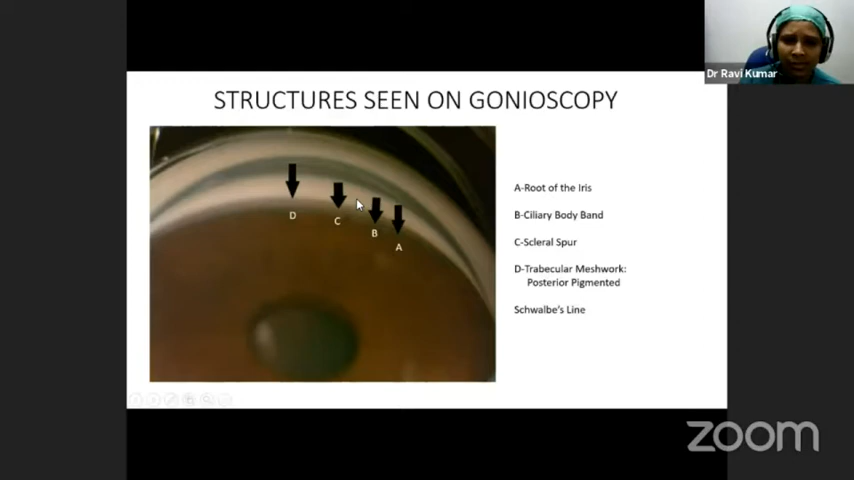 Dr Ravi Kumar
STRUCTURES SEEN ON GONIOSCOPY
D
C
B
A
A-Root of the Iris
B-Ciliary Body Band
C-Scleral Spur
D-Trabecular Meshwork:
Posterior Pigmented
Schwalbe's Line
zoom